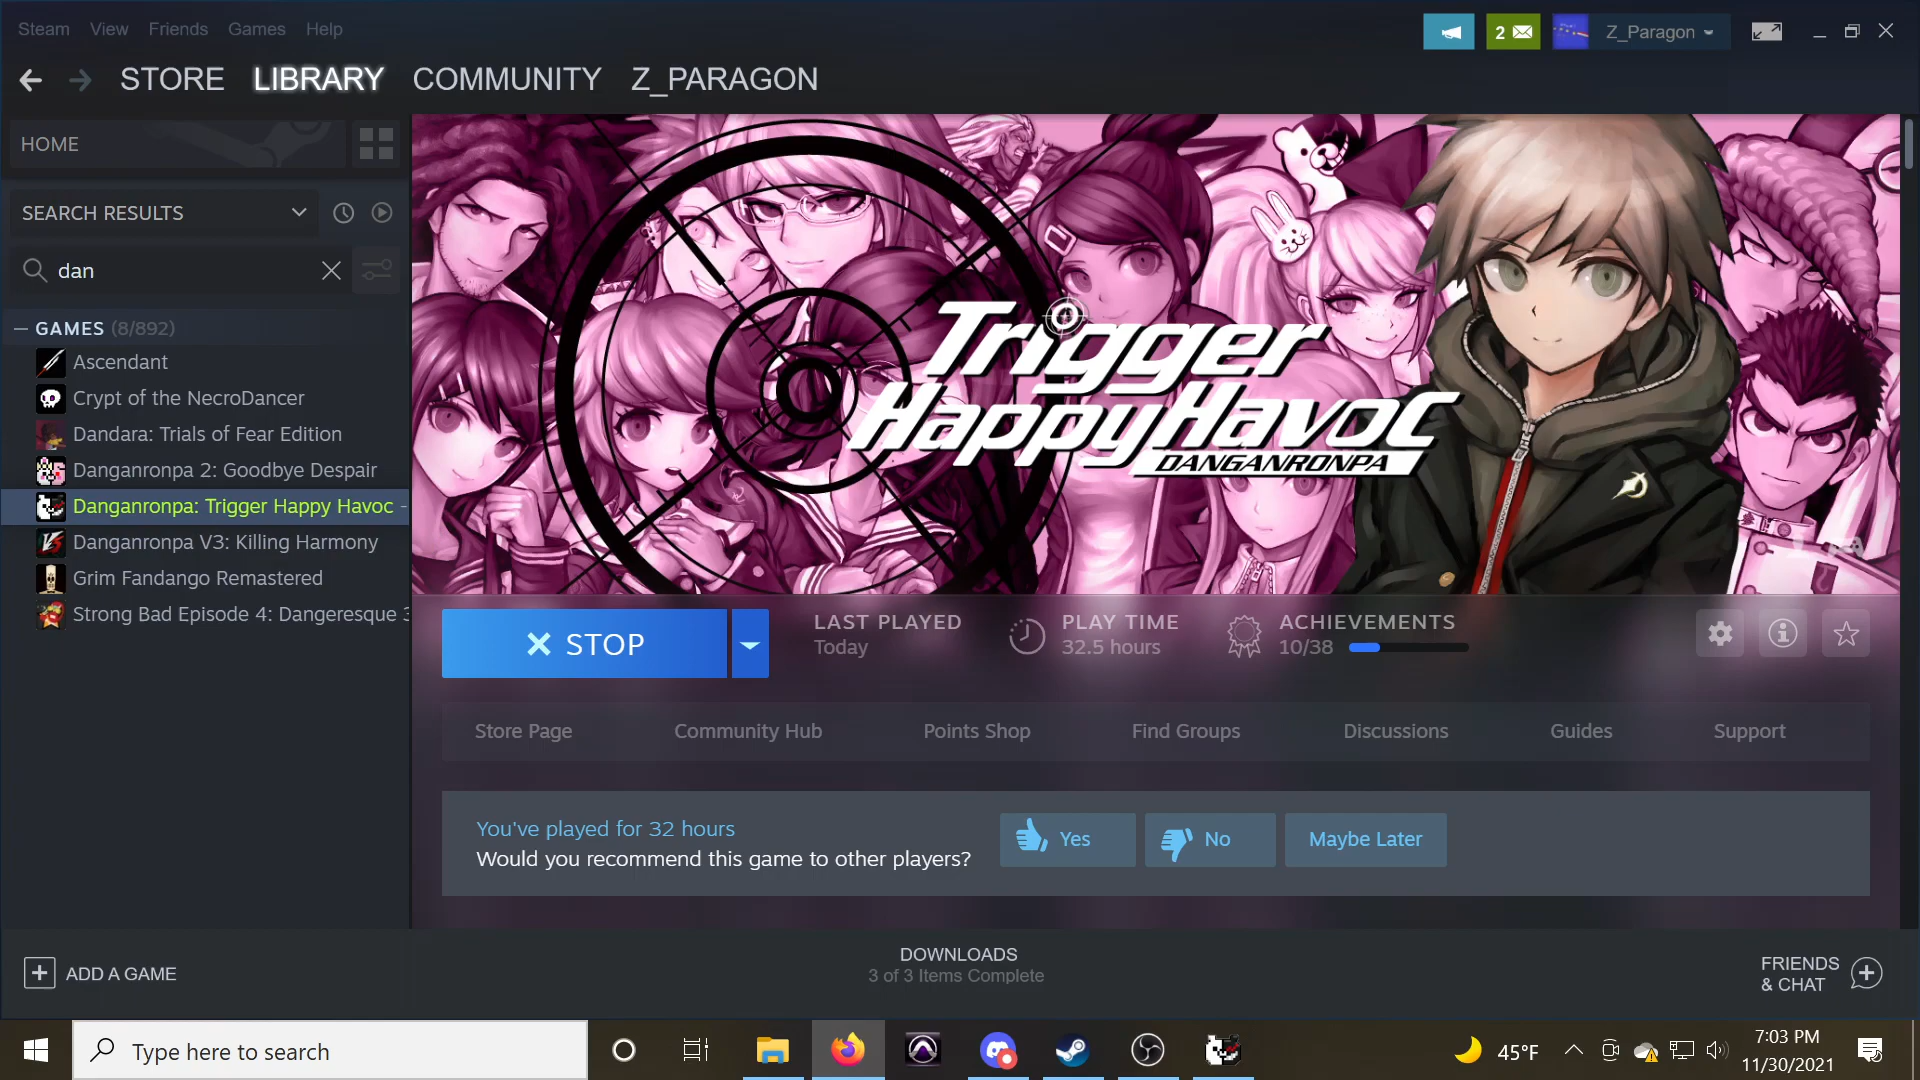 Steam View Friends Games Help
2
Z_Paragon
STORE LIBRARY COMMUNITY Z_PARAGON
HOME
SEARCH RESULTS
dan
GAMES (8/892)
Ascendant
Crypt of the NecroDancer
Dandara: Trials of Fear Edition
Danganronpa 2: Goodbye Despair
Danganronpa: Trigger Happy Havoc -
Danganronpa V3: Killing Harmony
Grim Fandango Remastered
Strong Bad Episode 4: Dangeresque 3
Trigger
Happy Havoc
DANGANRONPA
STOP
LAST PLAYED
Today
PLAY TIME
32.5 hours
ACHIEVEMENTS
10/38
Store Page Community Hub Points Shop Find Groups Discussions Guides Support
You've played for 32 hours
Would you recommend this game to other players?
Yes
No
Maybe Later
ADD A GAME
DOWNLOADS
3 of 3 Items Complete
FRIENDS
& CHAT
Type here to search
45°F
7:03 PM
11/30/2021